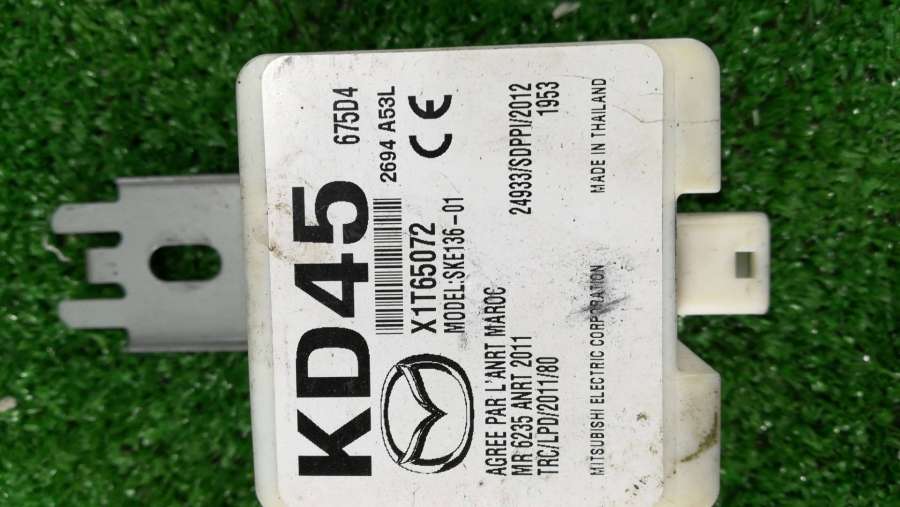 KD45 675D4
2694 A53L
X1T65072
MODEL:SKE136-01
CE
AGREE PAR L'ANRT MAROC
MR 6235 ANRT 2011
TRC/LPD/2011/80
24933/SDPPI/2012
1953
MITSUBISHI ELECTRIC CORPORATION MADE IN THAILAND